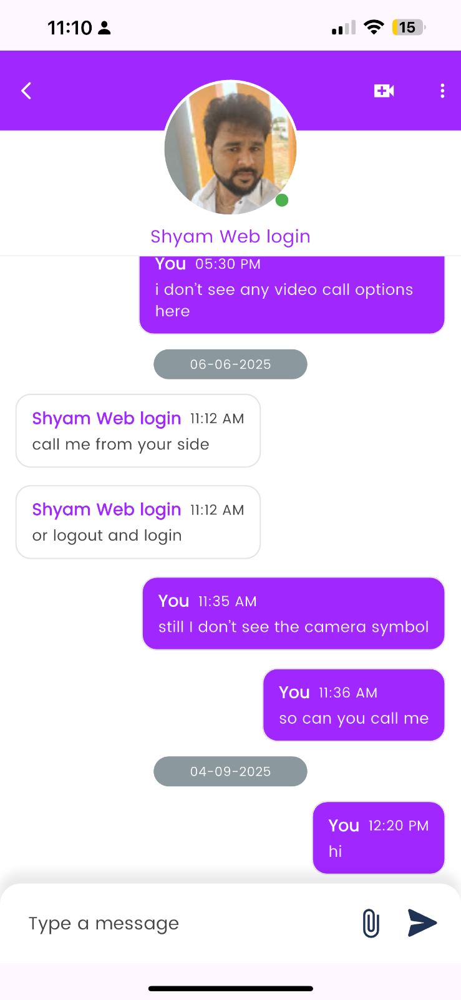 11:10
15
Shyam Web login
You 05:30 PM
i don't see any video call options
here
06-06-2025
Shyam Web login 11:12 AM
call me from your side
Shyam Web login 11:12 AM
or logout and login
You 11:35 AM
still I don't see the camera symbol
You 11:36 AM
so can you call me
04-09-2025
You 12:20 PM
hi
Type a message